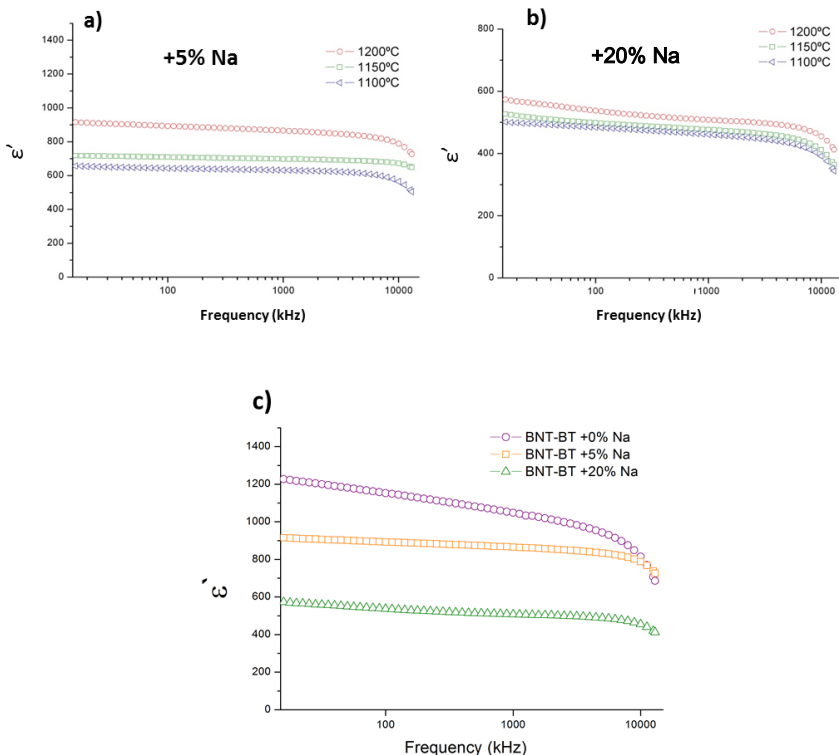 a)
+5% Na
1200ºC
1150ºC
1100ºC
1400
1200
1000
800
600
400
200
0
ε'
100
1000
10000
Frequency (kHz)
b)
+20% Na
1200ºC
1150ºC
1100ºC
800
600
400
200
0
ε'
100
1000
10000
Frequency (kHz)
c)
BNT-BT +0% Na
BNT-BT +5% Na
BNT-BT +20% Na
1400
1200
1000
800
600
400
200
0
ε`
100
1000
10000
Frequency (kHz)